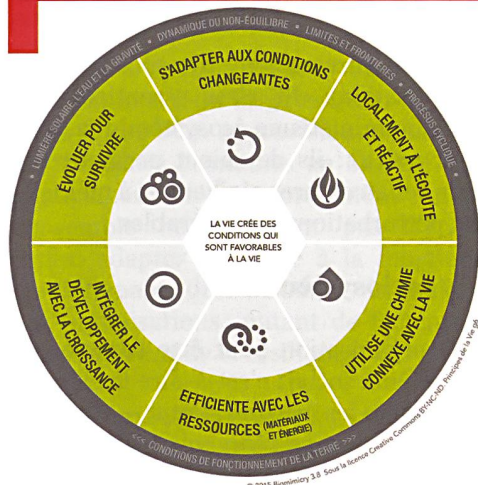 • LUMIÈRE SOLAIRE, L'EAU ET LA GRAVITÉ • DYNAMIQUE DU NON-ÉQUILIBRE • LIMITES ET FRONTIÈRES • PROCÉSUS CYCLIQUE •
S'ADAPTER AUX CONDITIONS
CHANGEANTES
LOCALEMENT À L'ÉCOUTE
ET RÉACTIF
UTILISE UNE CHIMIE
CONNEXE AVEC LA VIE
EFFICIENTE AVEC LES
RESSOURCES (MATÉRIAUX
ET ÉNERGIE)
INTÉGRER LE
DÉVELOPPEMENT
AVEC LA CROISSANCE
ÉVOLUER POUR
SURVIVRE
LA VIE CRÉE DES
CONDITIONS QUI
SONT FAVORABLES
À LA VIE
<<< CONDITIONS DE FONCTIONNEMENT DE LA TERRE >>>
© 2015 Biomimicry 3.8 Sous la licence Creative Commons BY-NC-ND. Principes de la Vie